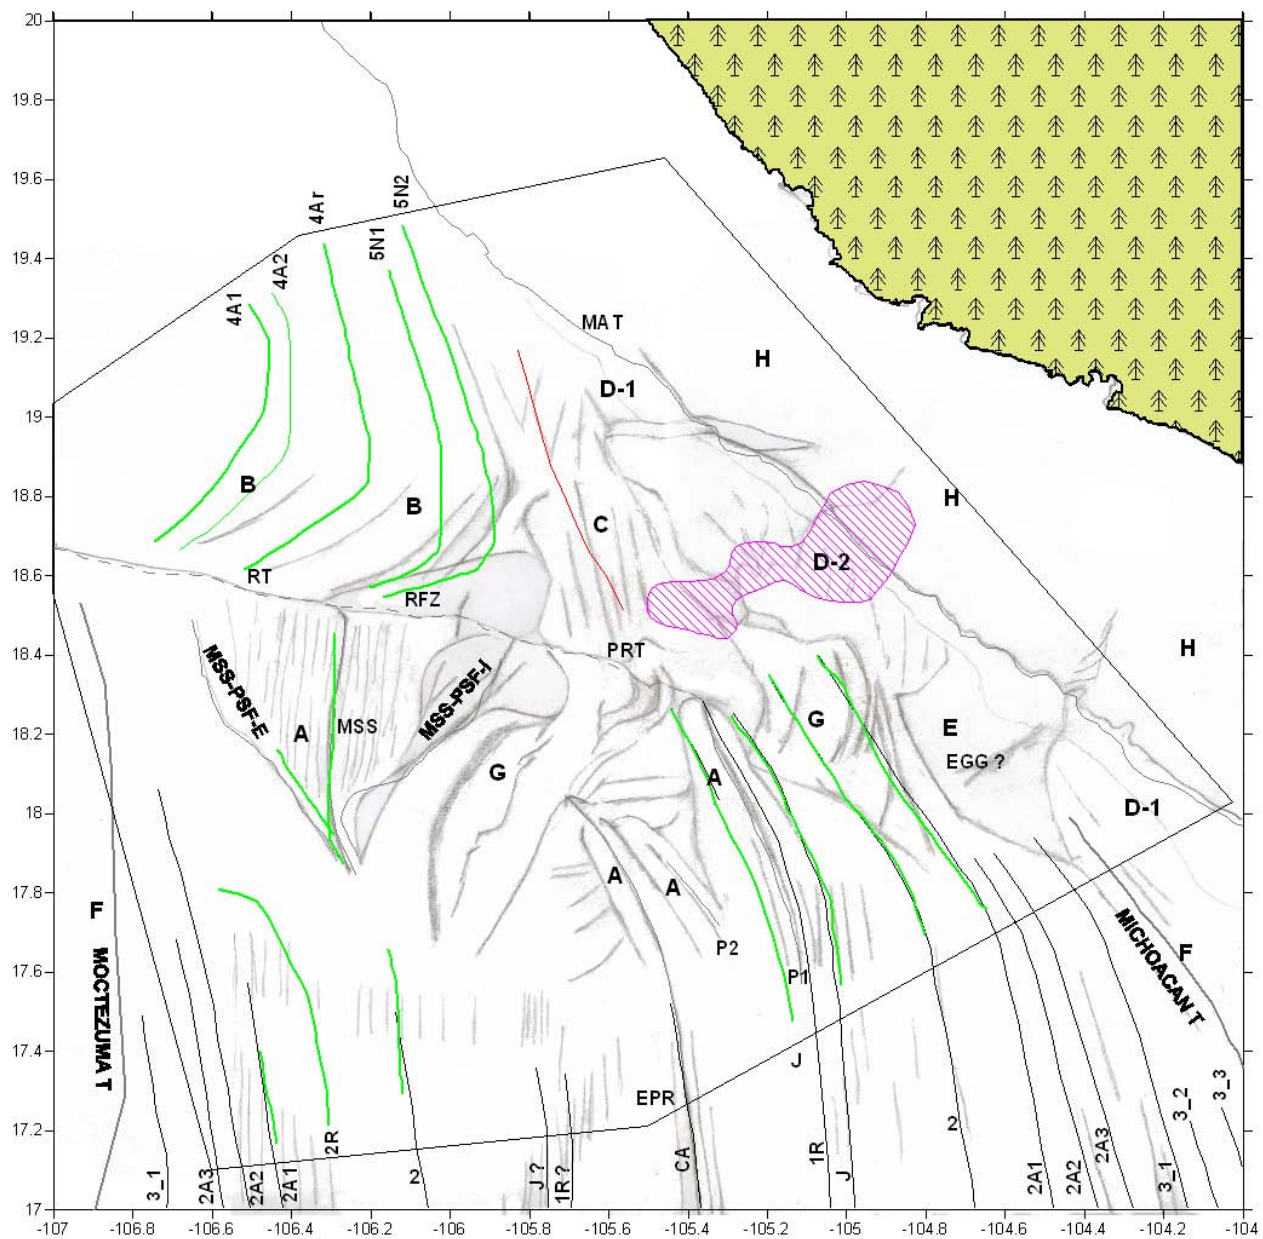 20
19.8
19.6
4Ar
5N2
5N1
19.4
4A2
4A1
MAT
19.2
H
D-1
19
B
B
H
18.8
C
D-2
18.6
RT
RFZ
PRT
18.4
H
MSS-PSF-E
MSS-PSF-I
A
MSS
G
E
18.2
EGG ?
G
A
D-1
18
A
A
17.8
F
MOCTEZUMA T
P2
P1
MICHOACAN T
F
17.6
17.4
J
EPR
3_2
3_3
17.2
2R
2
CA
1R
J
3_1
2A3
2A2
2A1
2
J ?
1R ?
2A1
2A2
2A3
3_1
17
-107
-106.8
-106.6
-106.4
-106.2
-106
-105.8
-105.6
-105.4
-105.2
-105
-104.8
-104.6
-104.4
-104.2
-104